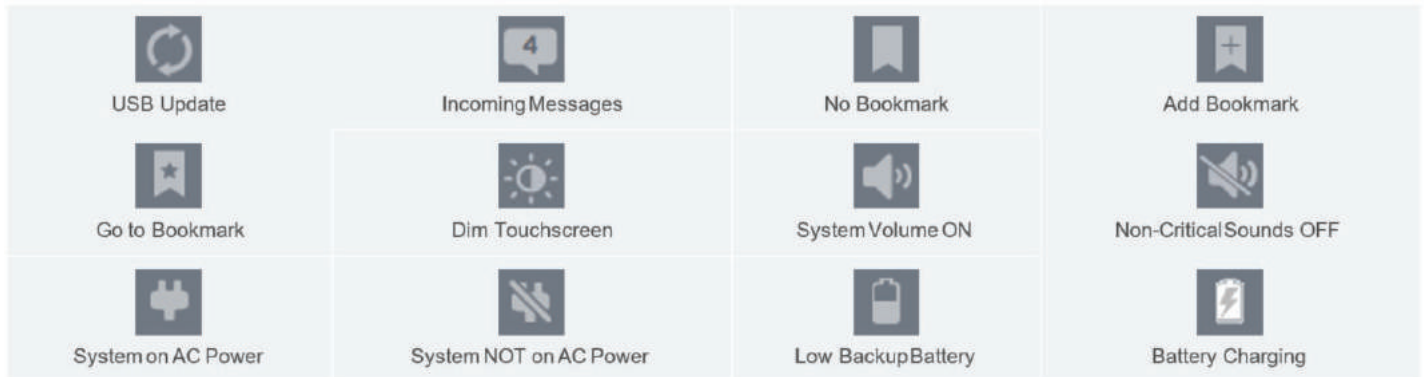 4
USB Update
Incoming Messages
No Bookmark
Add Bookmark
Go to Bookmark
Dim Touchscreen
System Volume ON
Non-Critical Sounds OFF
System on AC Power
System NOT on AC Power
Low Backup Battery
Battery Charging